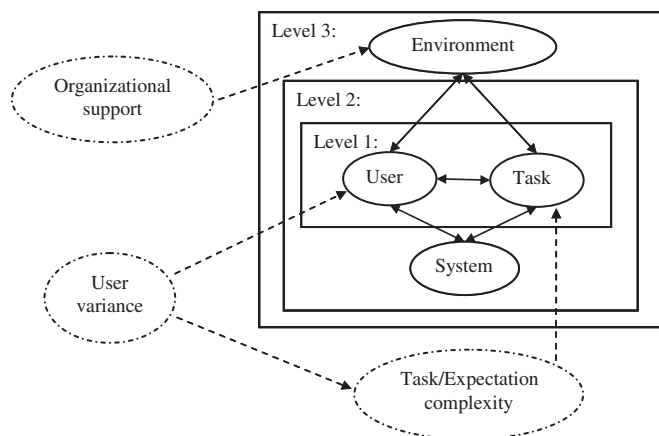 Level 3:
Environment
Organizational
support
Level 2:
Level 1:
User
Task
System
User
variance
Task/Expectation
complexity